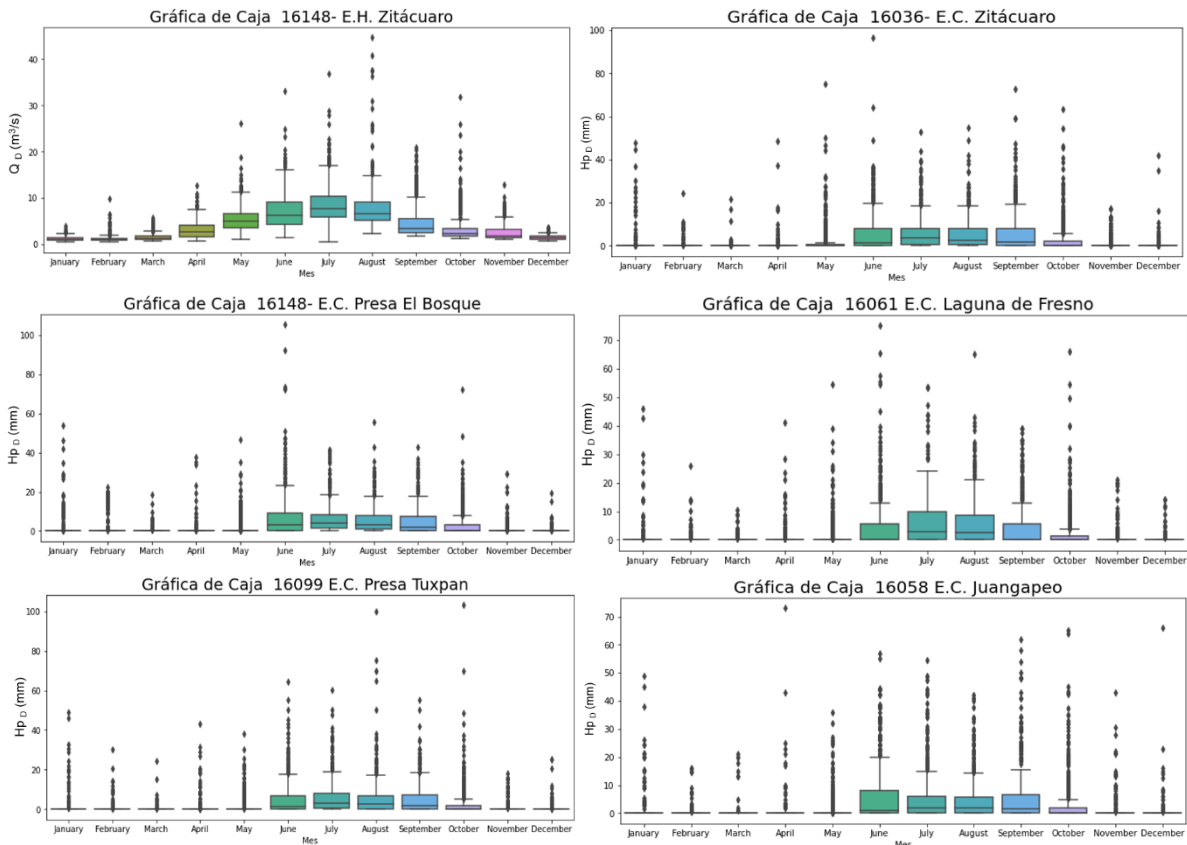 Gráfica de Caja 16148- E.H. Zitácuaro
40
30
20
10
0
Q D (m³/s)
January February March April May June July August September October November December
Mes
Gráfica de Caja 16036- E.C. Zitácuaro
100
80
60
40
20
0
Hp D (mm)
January February March April May June July August September October November December
Mes
Gráfica de Caja 16148- E.C. Presa El Bosque
100
80
60
40
20
0
Hp D (mm)
January February March April May June July August September October November December
Mes
Gráfica de Caja 16061 E.C. Laguna de Fresno
70
60
50
40
30
20
10
0
Hp D (mm)
January February March April May June July August September October November December
Mes
Gráfica de Caja 16099 E.C. Presa Tuxpan
100
80
60
40
20
0
Hp D (mm)
January February March April May June July August September October November December
Mes
Gráfica de Caja 16058 E.C. Juangapeo
70
60
50
40
30
20
10
0
Hp D (mm)
January February March April May June July August September October November December
Mes